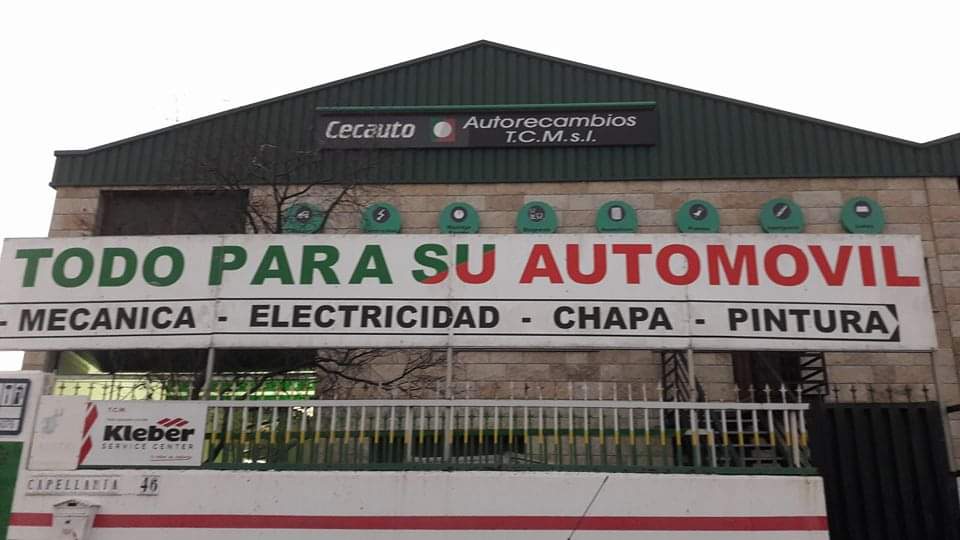 Cecauto Autorecambios
T.C.M.s.l.
TODO PARA SU AUTOMOVIL
- MECANICA - ELECTRICIDAD - CHAPA - PINTURA
T.C.M.
Kleber
SERVICE CENTER
CAPELLANIA 46